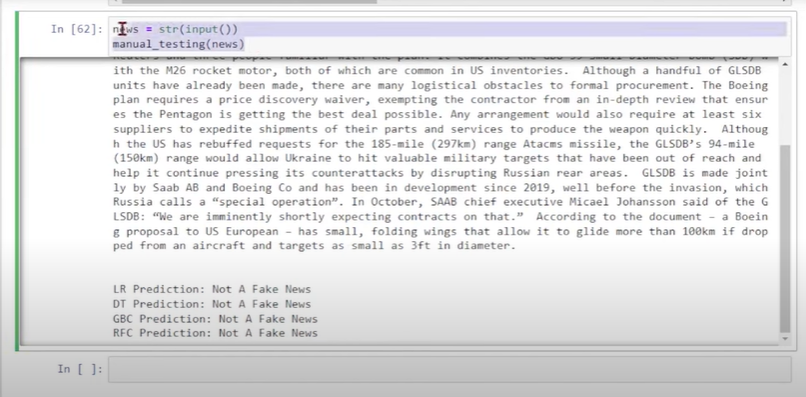 In [62]: news = str(input())
manual_testing(news)
ith the M26 rocket motor, both of which are common in US inventories.  Although a handful of GLSDB
units have already been made, there are many logistical obstacles to formal procurement. The Boeing
plan requires a price discovery waiver, exempting the contractor from an in-depth review that ensur
es the Pentagon is getting the best deal possible. Any arrangement would also require at least six
suppliers to expedite shipments of their parts and services to produce the weapon quickly.  Althoug
h the US has rebuffed requests for the 185-mile (297km) range Atacms missile, the GLSDB’s 94-mile
(150km) range would allow Ukraine to hit valuable military targets that have been out of reach and
help it continue pressing its counterattacks by disrupting Russian rear areas.  GLSDB is made joint
ly by Saab AB and Boeing Co and has been in development since 2019, well before the invasion, which
Russia calls a “special operation”. In October, SAAB chief executive Micael Johansson said of the G
LSDB: “We are imminently shortly expecting contracts on that.”  According to the document – a Boein
g proposal to US European – has small, folding wings that allow it to glide more than 100km if drop
ped from an aircraft and targets as small as 3ft in diameter.
LR Prediction: Not A Fake News
DT Prediction: Not A Fake News
GBC Prediction: Not A Fake News
RFC Prediction: Not A Fake News
In [ ]: